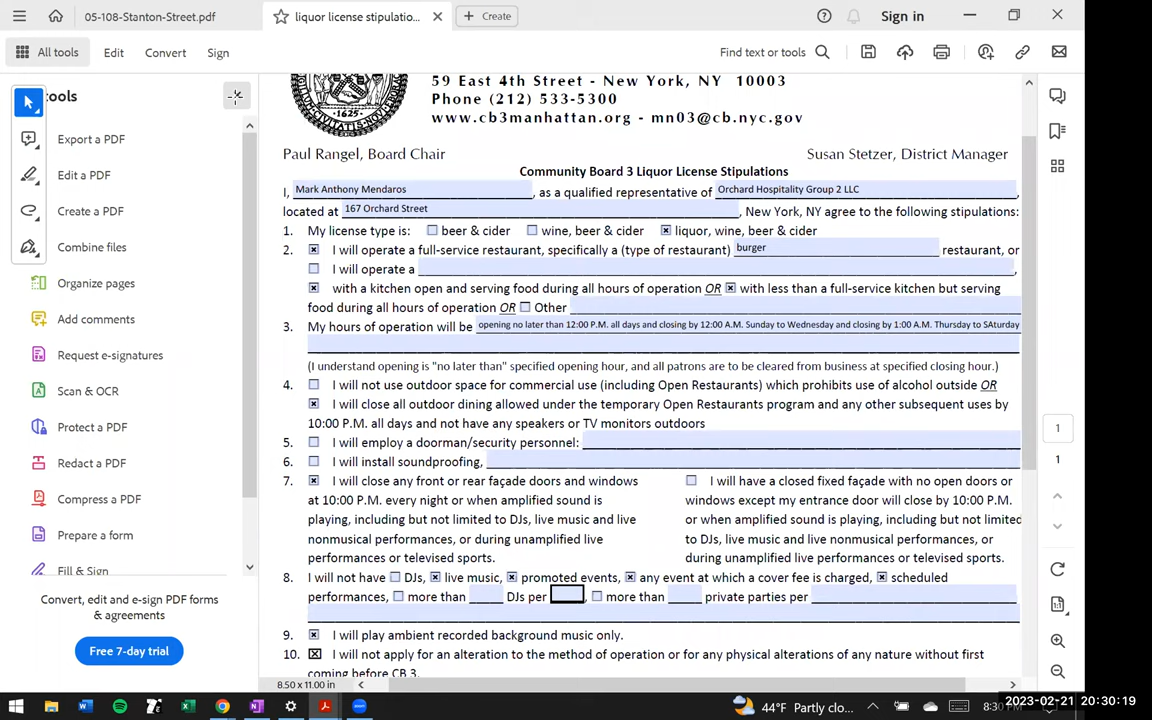 05-108-Stanton-Street.pdf
liquor license stipulatio...
Create
Sign in
All tools
Edit
Convert
Sign
Find text or tools
tools
Export a PDF
Edit a PDF
Create a PDF
Combine files
Organize pages
Add comments
Request e-signatures
Scan & OCR
Protect a PDF
Redact a PDF
Compress a PDF
Prepare a form
Fill & Sign
Convert, edit and e-sign PDF forms
& agreements
Free 7-day trial
1625
59 East 4th Street - New York, NY 10003
Phone (212) 533-5300
www.cb3manhattan.org - mn03@cb.nyc.gov
Paul Rangel, Board Chair
Susan Stetzer, District Manager
Community Board 3 Liquor License Stipulations
I, Mark Anthony Mendaros, as a qualified representative of Orchard Hospitality Group 2 LLC,
located at 167 Orchard Street, New York, NY agree to the following stipulations:
1. My license type is: beer & cider wine, beer & cider liquor, wine, beer & cider
2. I will operate a full-service restaurant, specifically a (type of restaurant) burger restaurant, or
I will operate a ,
with a kitchen open and serving food during all hours of operation OR with less than a full-service kitchen but serving
food during all hours of operation OR Other
3. My hours of operation will be opening no later than 12:00 P.M. all days and closing by 12:00 A.M. Sunday to Wednesday and closing by 1:00 A.M. Thursday to SAturday
(I understand opening is "no later than" specified opening hour, and all patrons are to be cleared from business at specified closing hour.)
4. I will not use outdoor space for commercial use (including Open Restaurants) which prohibits use of alcohol outside OR
I will close all outdoor dining allowed under the temporary Open Restaurants program and any other subsequent uses by
10:00 P.M. all days and not have any speakers or TV monitors outdoors
5. I will employ a doorman/security personnel:
6. I will install soundproofing,
7. I will close any front or rear façade doors and windows
at 10:00 P.M. every night or when amplified sound is
playing, including but not limited to DJs, live music and live
nonmusical performances, or during unamplified live
performances or televised sports.
I will have a closed fixed façade with no open doors or
windows except my entrance door will close by 10:00 P.M.
or when amplified sound is playing, including but not limited
to DJs, live music and live nonmusical performances, or
during unamplified live performances or televised sports.
8. I will not have DJs, live music, promoted events, any event at which a cover fee is charged, scheduled
performances, more than DJs per , more than private parties per
9. I will play ambient recorded background music only.
10. I will not apply for an alteration to the method of operation or for any physical alterations of any nature without first
coming before CB 3.
8.50 x 11.00 in
1
1
44°F Partly clo...
8:30
2023-02-21 20:30:19